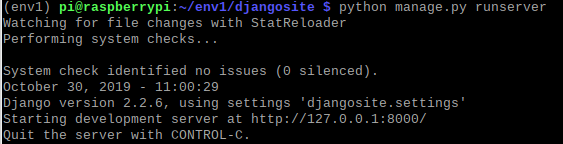 (env1) pi@raspberrypi:~/env1/djangosite $ python manage.py runserver
Watching for file changes with StatReloader
Performing system checks...
System check identified no issues (0 silenced).
October 30, 2019 - 11:00:29
Django version 2.2.6, using settings 'djangosite.settings'
Starting development server at http://127.0.0.1:8000/
Quit the server with CONTROL-C.